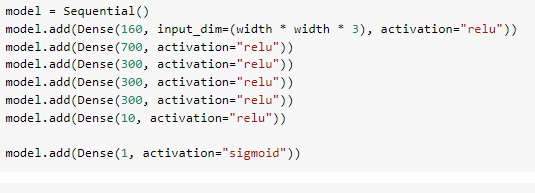 model = Sequential()
model.add(Dense(160, input_dim=(width * width * 3), activation="relu"))
model.add(Dense(700, activation="relu"))
model.add(Dense(300, activation="relu"))
model.add(Dense(300, activation="relu"))
model.add(Dense(300, activation="relu"))
model.add(Dense(10, activation="relu"))
model.add(Dense(1, activation="sigmoid"))